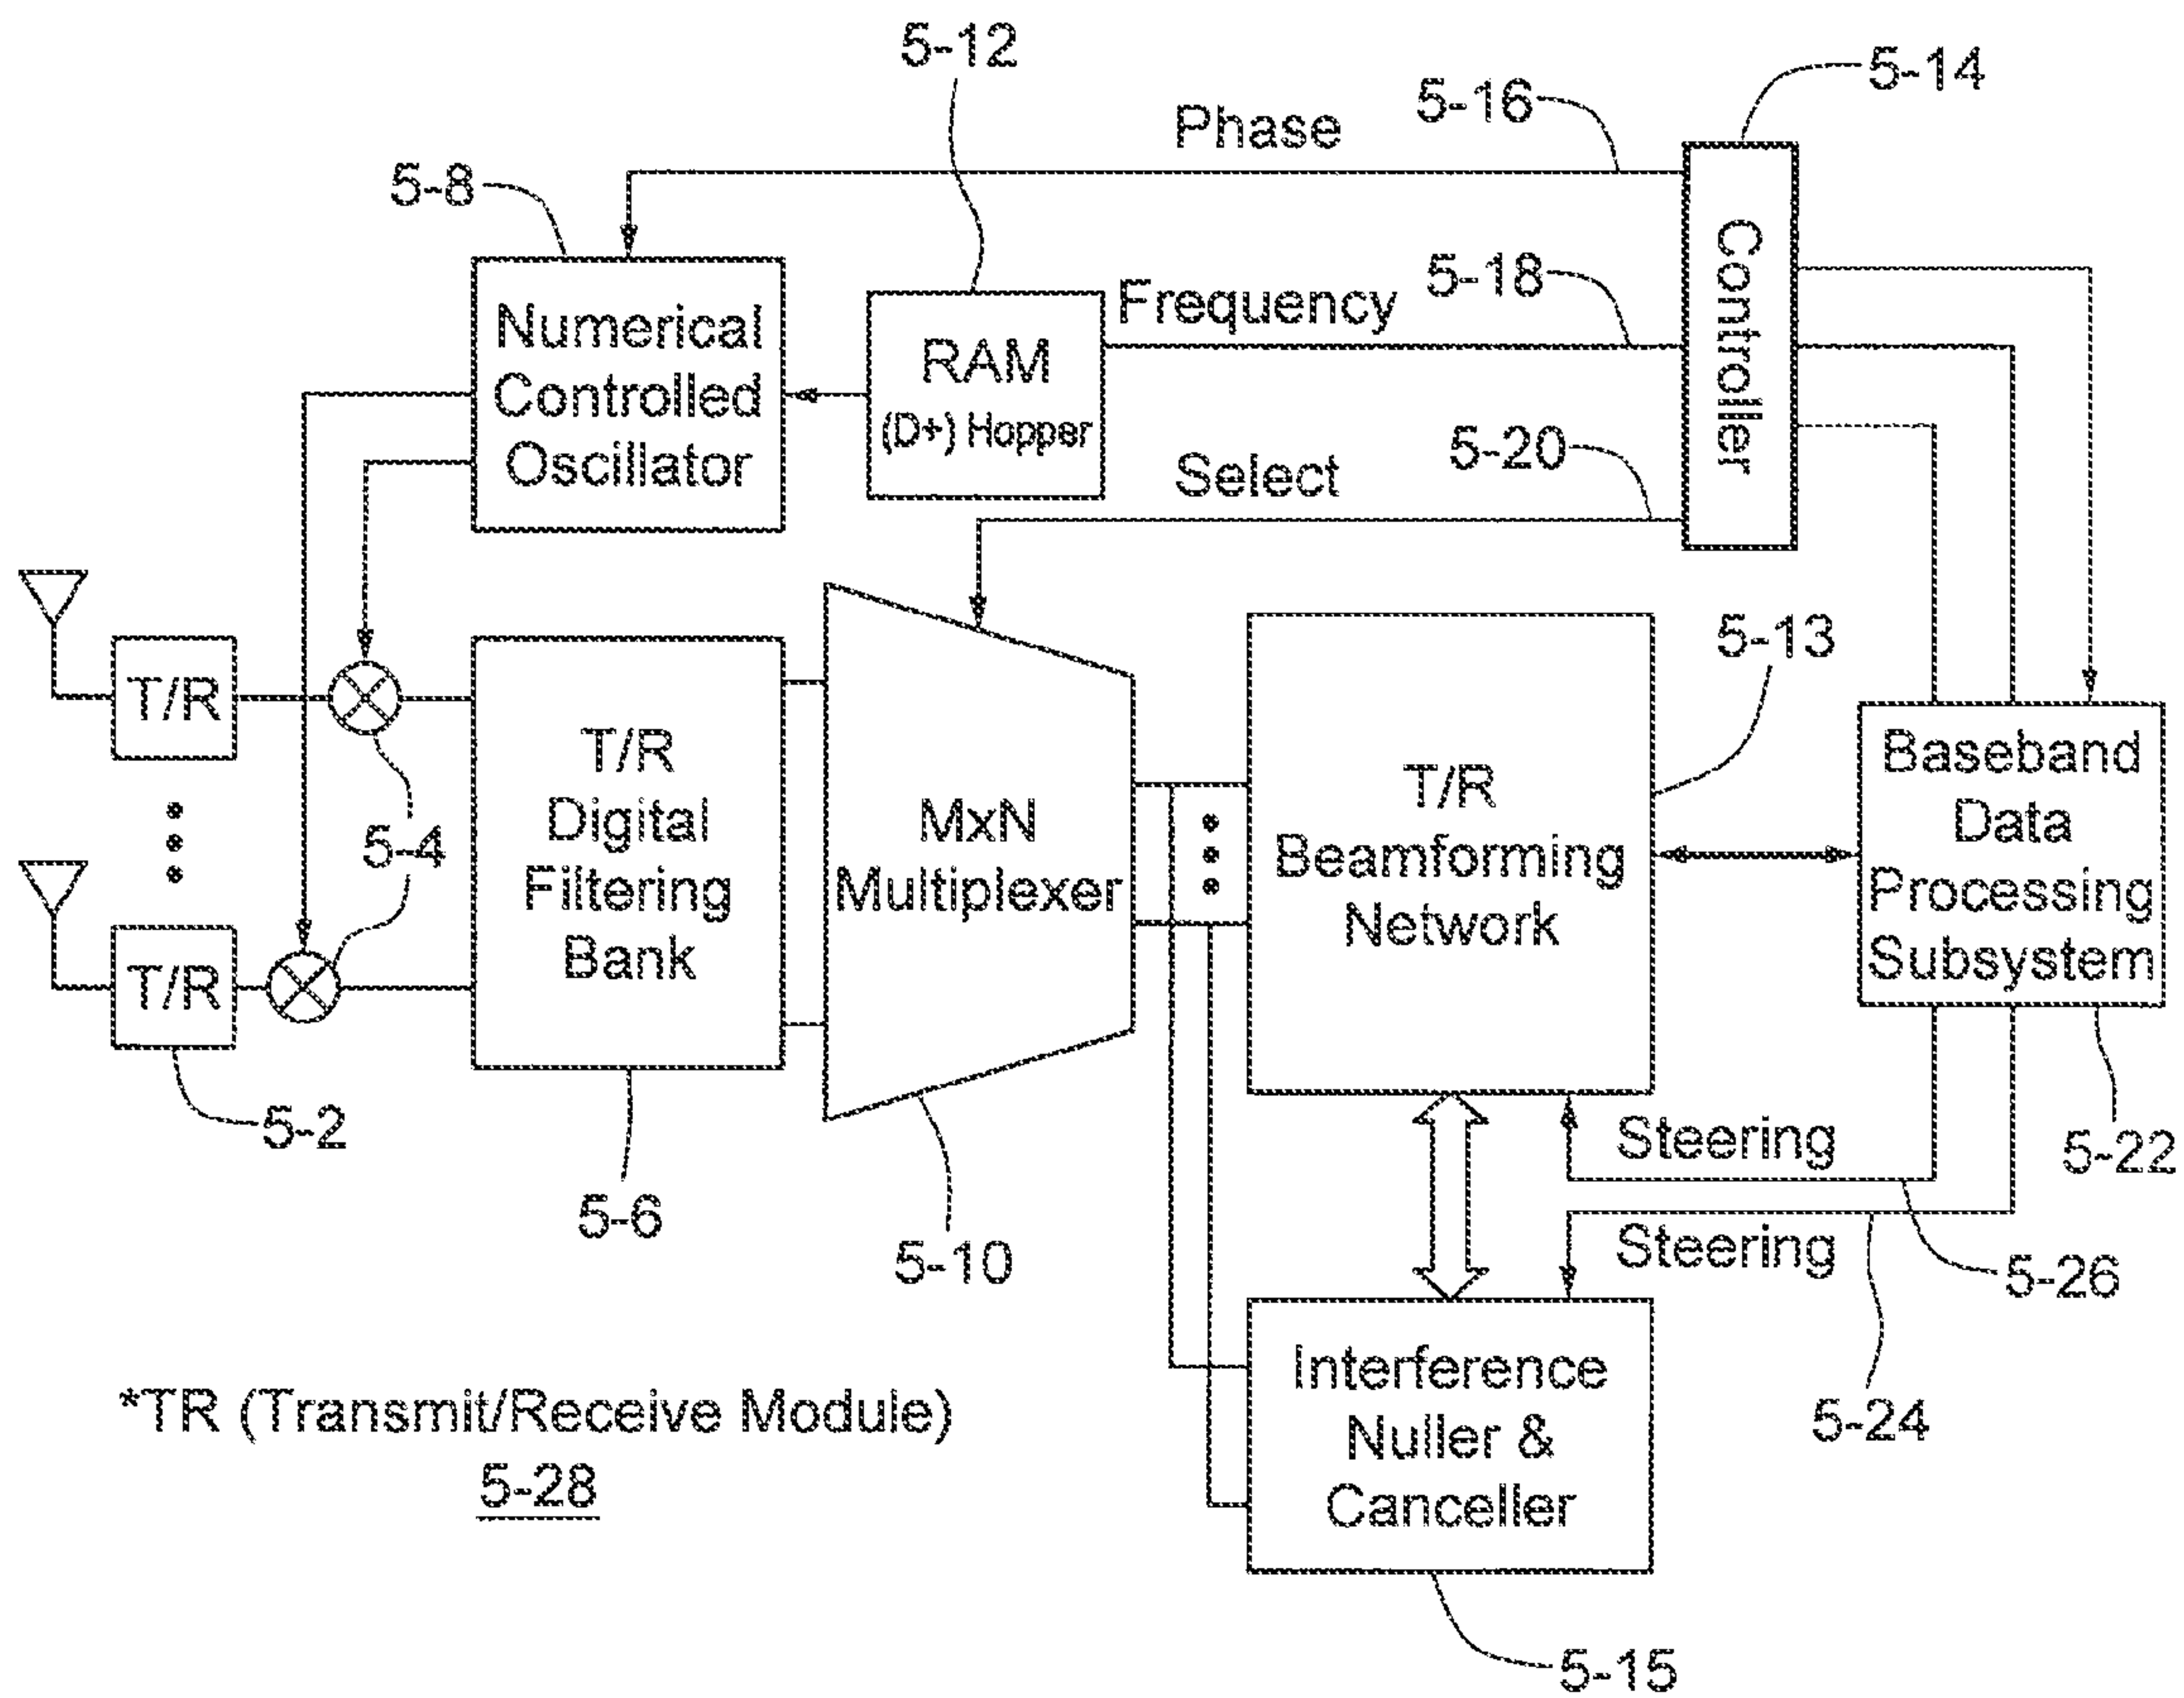 5-12
5-14
5-16
Phase
5-8
5-18
Frequency
Controller
Numerical
Controlled
Oscillator
RAM
(D+) Hopper
5-20
Select
5-13
T/R
T/R
Digital
Filtering
Bank
5-4
MxN
Multiplexer
T/R
Beamforming
Network
Baseband
Data
Processing
Subsystem
T/R
5-2
5-6
5-10
Steering
5-22
Steering
5-26
Interference
Nuller &
Canceller
5-24
*TR (Transmit/Receive Module)
5-28
5-15